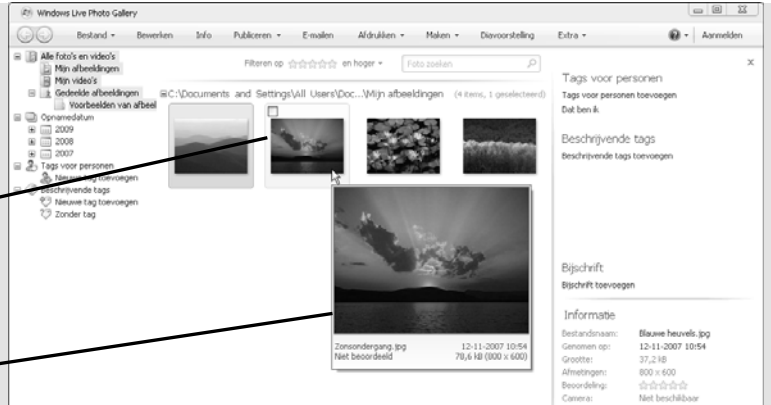 Windows Live Photo Gallery
Bestand Bewerken Info Publiceren E-mailen Afdrukken Maken Diavoorstelling Extra Aanmelden
Alle foto's en video's
Mijn afbeeldingen
Mijn video's
Gedeelde afbeeldingen
Voorbeelden van afbeel
Opnamedatum
2009
2008
2007
Tags voor personen
Nieuwe tag toevoegen
Beschrijvende tags
Nieuwe tag toevoegen
Zonder tag
Filteren op en hoger Foto zoeken
C:\Documents and Settings\All Users\Doc...\Mijn afbeeldingen (4 items, 1 geselecteerd)
Zonsondergang.jpg 12-11-2007 10:54
Niet beoordeeld 78,6 kB (800 x 600)
Tags voor personen
Tags voor personen toevoegen
Dat ben ik
Beschrijvende tags
Beschrijvende tags toevoegen
Bijschrift
Bijschrift toevoegen
Informatie
Bestandsnaam: Blauwe heuvels.jpg
Genomen op: 12-11-2007 10:54
Grootte: 37,2 kB
Afmetingen: 800 x 600
Beoordeling:
Camera: Niet beschikbaar